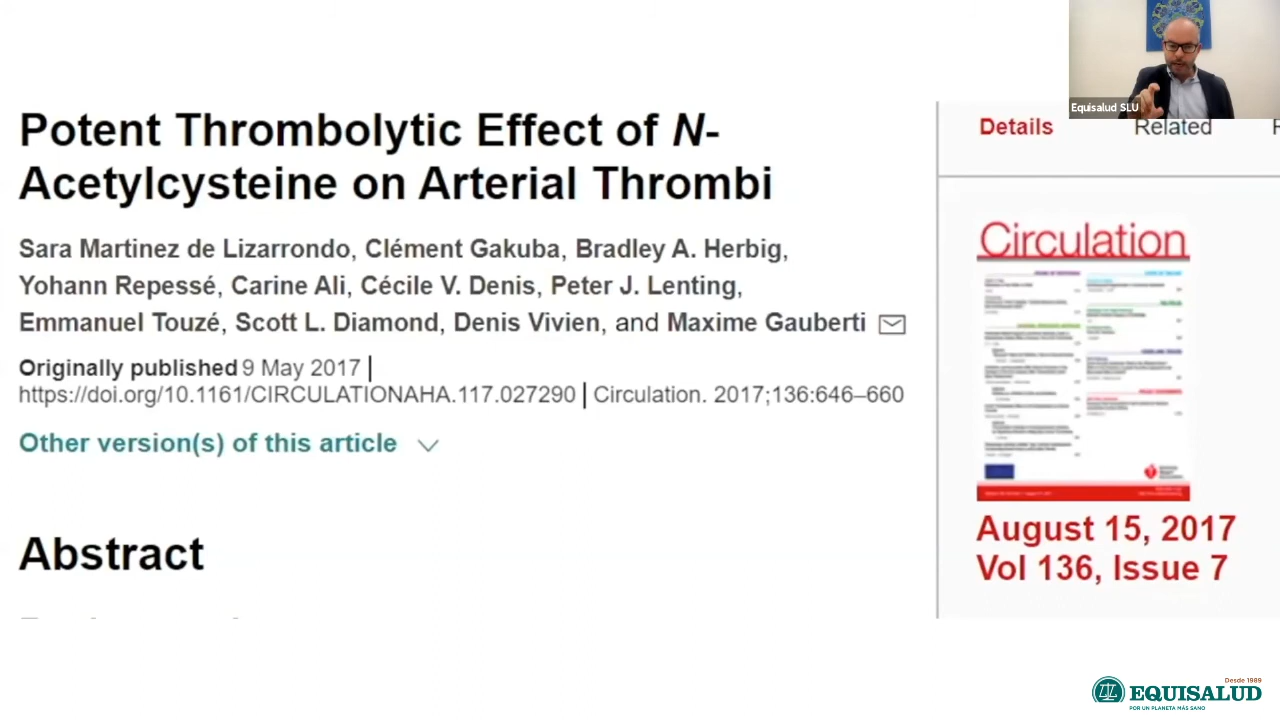 Equisalud SLU
Potent Thrombolytic Effect of N-
Acetylcysteine on Arterial Thrombi
Sara Martinez de Lizarrondo, Clément Gakuba, Bradley A. Herbig,
Yohann Repessé, Carine Ali, Cécile V. Denis, Peter J. Lenting,
Emmanuel Touzé, Scott L. Diamond, Denis Vivien, and Maxime Gauberti
Originally published 9 May 2017 |
https://doi.org/10.1161/CIRCULATIONAHA.117.027290 | Circulation. 2017;136:646–660
Other version(s) of this article
Abstract
Details Related
Circulation
August 15, 2017
Vol 136, Issue 7
Desde 1989
EQUISALUD
POR UN PLANETA MÁS SANO